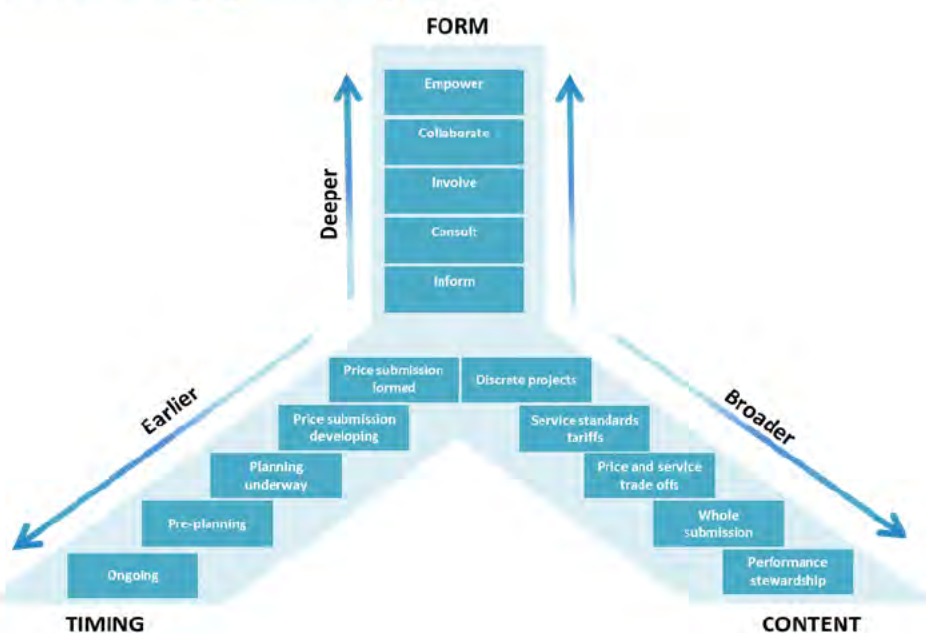 FORM
Empower
Collaborate
Involve
Consult
Inform
Deeper
Price submission
formed
Discrete projects
Earlier
Price submission
developing
Service standards
tariffs
Broader
Planning
underway
Price and service
trade offs
Pre-planning
Whole
submission
Ongoing
Performance
stewardship
TIMING
CONTENT